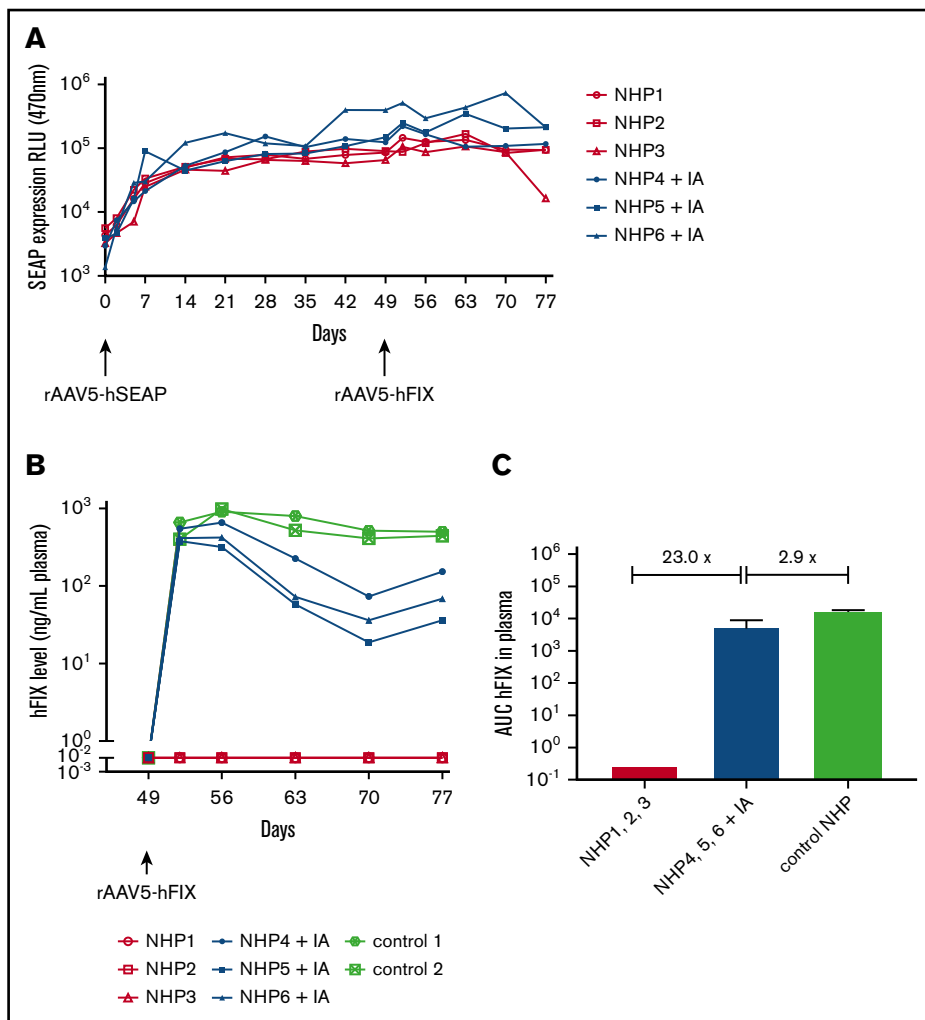 A
SEAP expression RLU (470nm)
10⁶
10⁵
10⁴
10³
0 7 14 21 28 35 42 49 56 63 70 77
Days
rAAV5-hSEAP
rAAV5-hFIX
NHP1
NHP2
NHP3
NHP4 + IA
NHP5 + IA
NHP6 + IA
B
hFIX level (ng/mL plasma)
10³
10²
10¹
10⁰
10⁻²
10⁻³
49 56 63 70 77
Days
rAAV5-hFIX
NHP1 NHP4 + IA control 1
NHP2 NHP5 + IA control 2
NHP3 NHP6 + IA
C
AUC hFIX in plasma
10⁶
10⁵
10⁴
10³
10²
10¹
10⁰
10⁻¹
23.0 x 2.9 x
NHP1, 2, 3
NHP4, 5, 6 + IA
control NHP